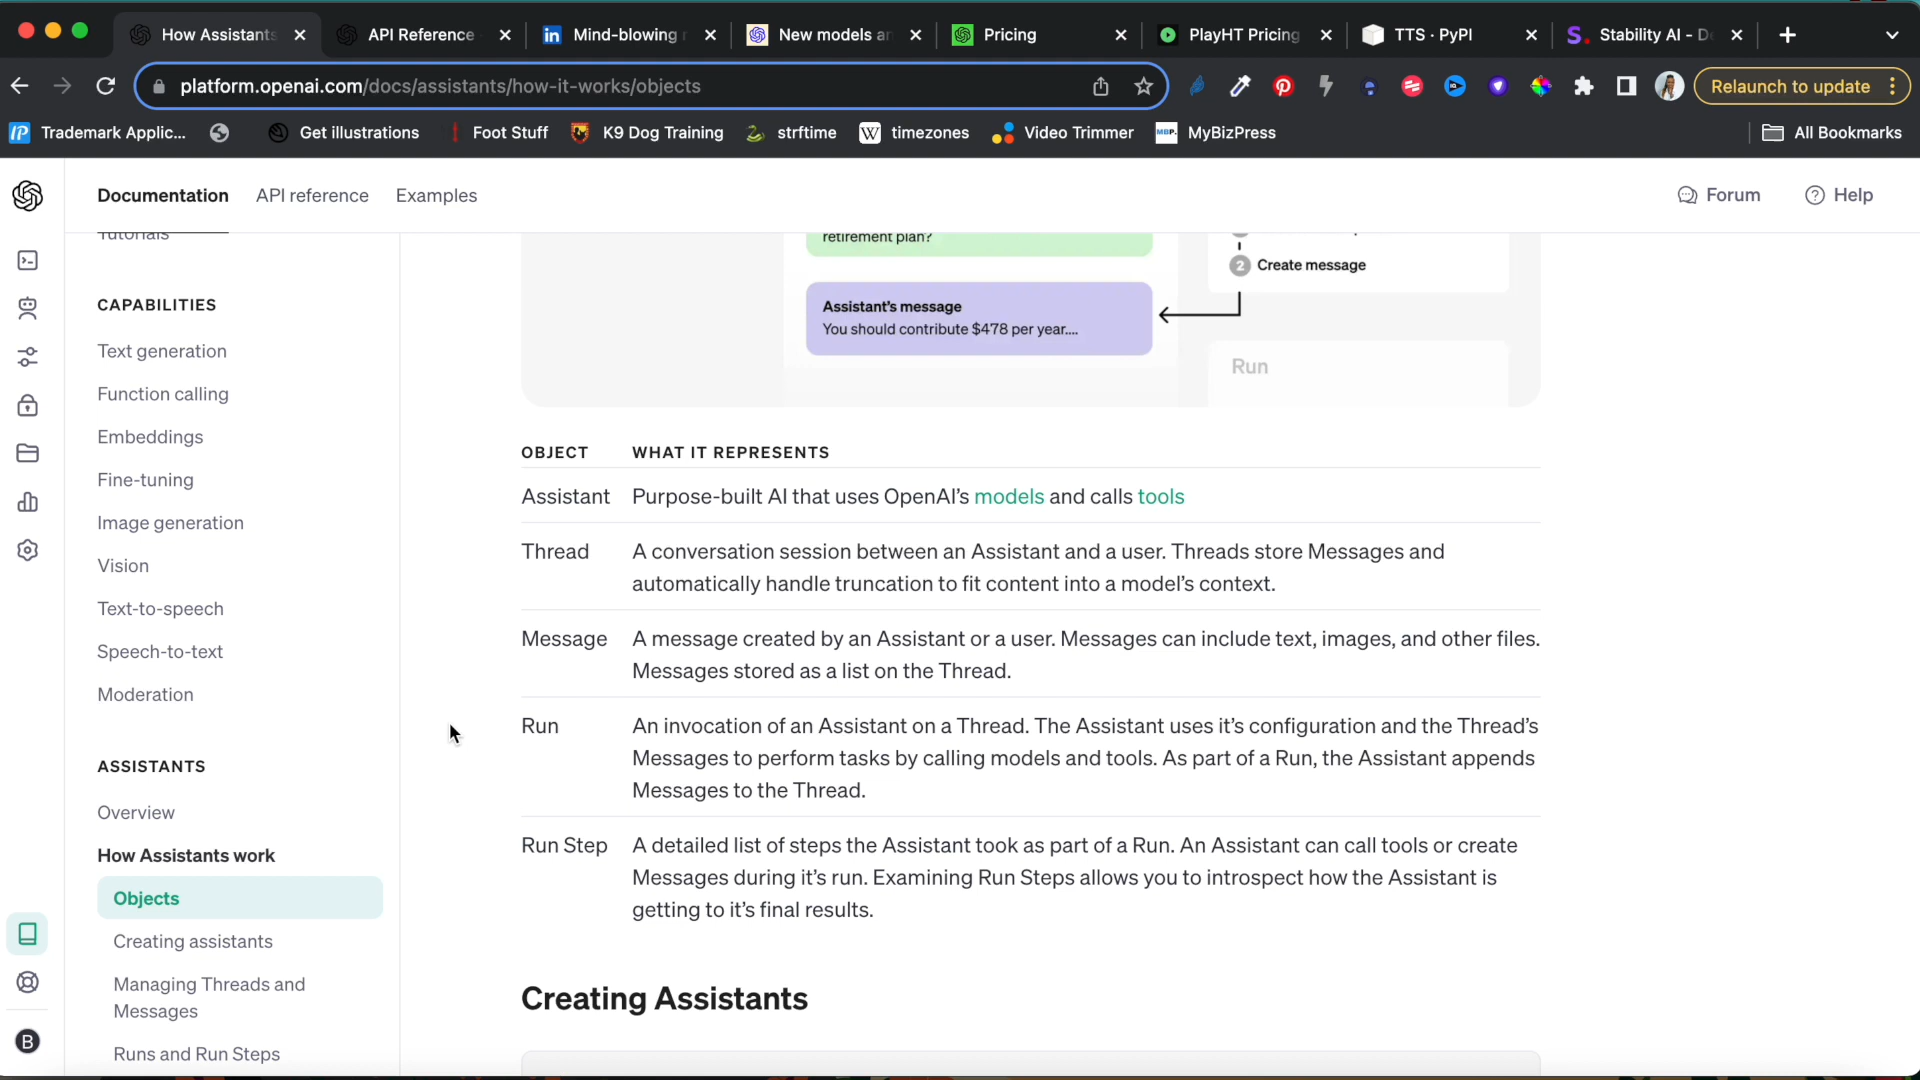 How Assistants
API Reference
Mind-blowing
New models an
Pricing
PlayHT Pricing
TTS · PyPI
Stability AI - De
platform.openai.com/docs/assistants/how-it-works/objects
Relaunch to update
Trademark Applic...
Get illustrations
Foot Stuff
K9 Dog Training
strftime
timezones
Video Trimmer
MyBizPress
All Bookmarks
Documentation
API reference
Examples
Forum
Help
Tutorials
CAPABILITIES
Text generation
Function calling
Embeddings
Fine-tuning
Image generation
Vision
Text-to-speech
Speech-to-text
Moderation
ASSISTANTS
Overview
How Assistants work
Objects
Creating assistants
Managing Threads and
Messages
Runs and Run Steps
B
retirement plan?
2 Create message
Assistant's message
You should contribute $478 per year....
Run
OBJECT WHAT IT REPRESENTS
Assistant Purpose-built AI that uses OpenAI's models and calls tools
Thread A conversation session between an Assistant and a user. Threads store Messages and
automatically handle truncation to fit content into a model's context.
Message A message created by an Assistant or a user. Messages can include text, images, and other files.
Messages stored as a list on the Thread.
Run An invocation of an Assistant on a Thread. The Assistant uses it's configuration and the Thread's
Messages to perform tasks by calling models and tools. As part of a Run, the Assistant appends
Messages to the Thread.
Run Step A detailed list of steps the Assistant took as part of a Run. An Assistant can call tools or create
Messages during it's run. Examining Run Steps allows you to introspect how the Assistant is
getting to it's final results.
Creating Assistants